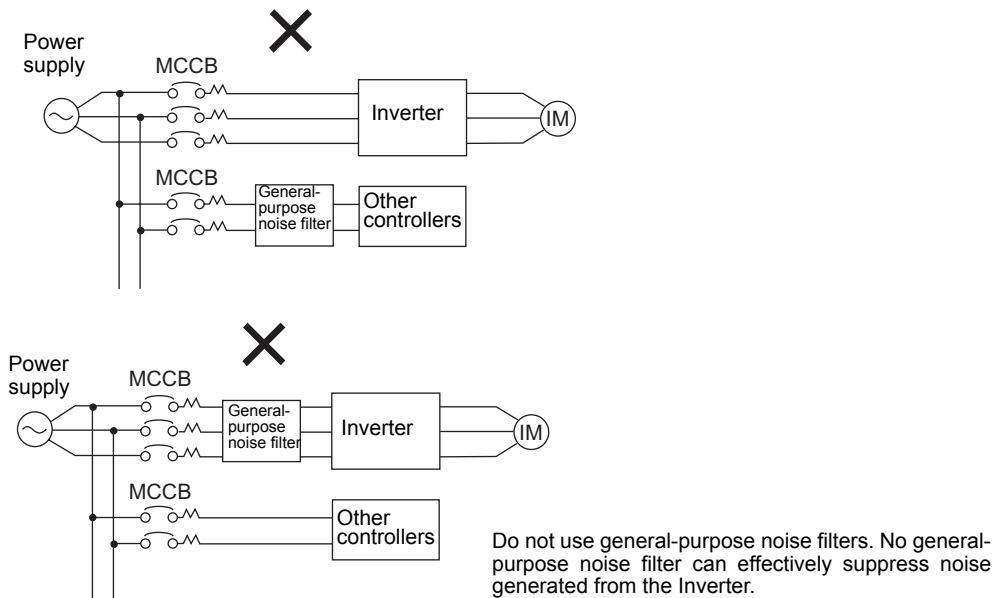 Power
supply
MCCB
Inverter
IM
MCCB
General-
purpose
noise filter
Other
controllers
Power
supply
MCCB
General-
purpose
noise filter
Inverter
IM
MCCB
Other
controllers
Do not use general-purpose noise filters. No general-
purpose noise filter can effectively suppress noise
generated from the Inverter.